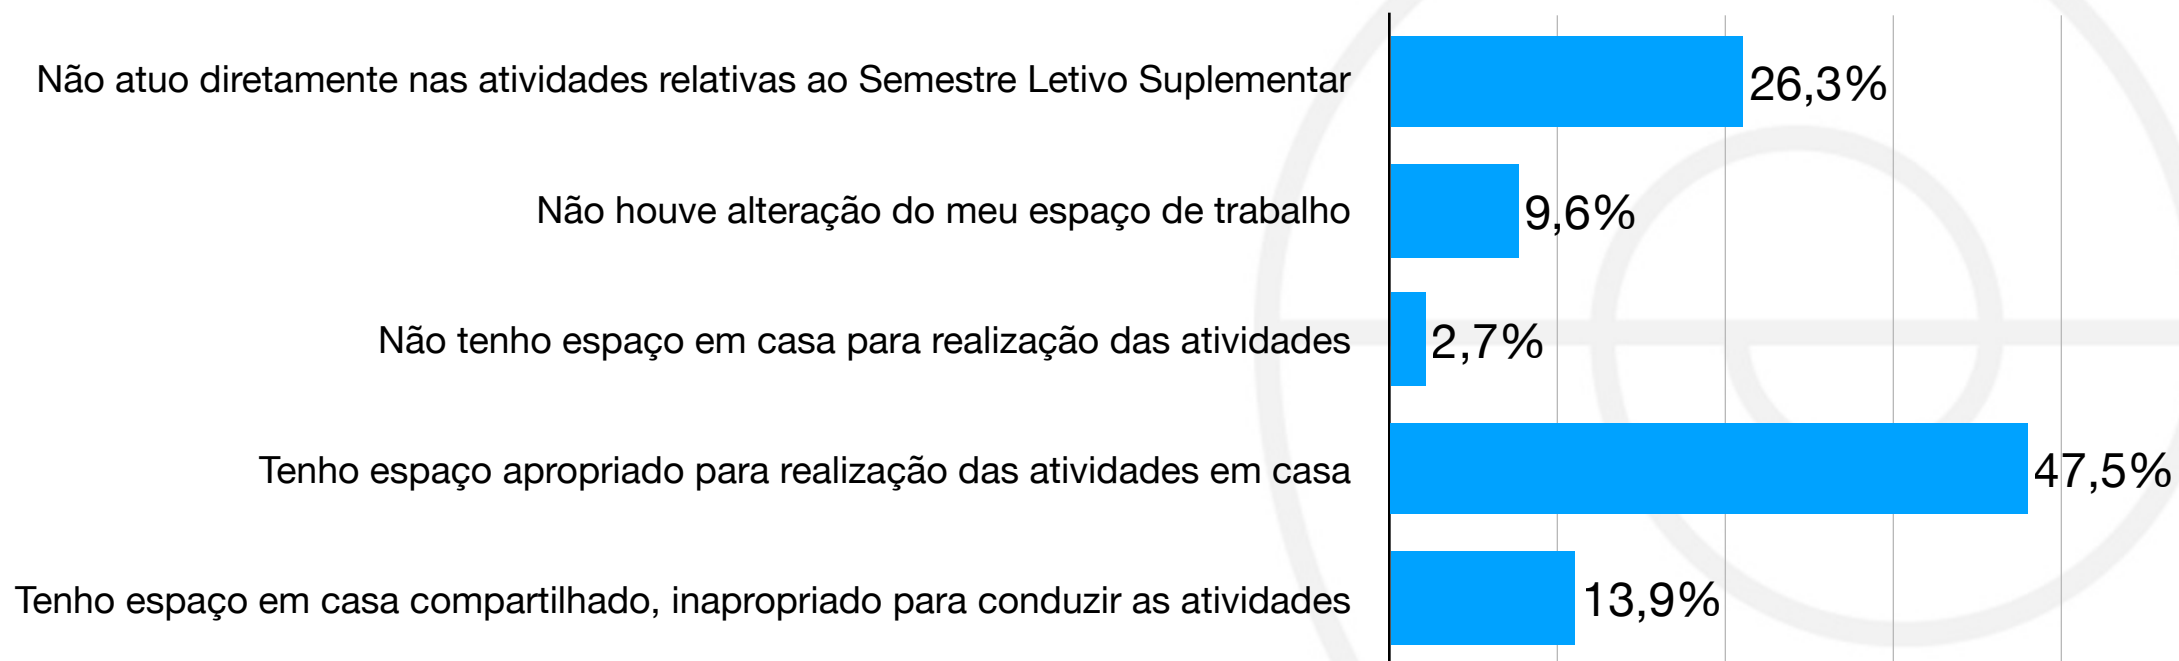 Não atuo diretamente nas atividades relativas ao Semestre Letivo Suplementar 26,3%
Não houve alteração do meu espaço de trabalho 9,6%
Não tenho espaço em casa para realização das atividades 2,7%
Tenho espaço apropriado para realização das atividades em casa 47,5%
Tenho espaço em casa compartilhado, inapropriado para conduzir as atividades 13,9%